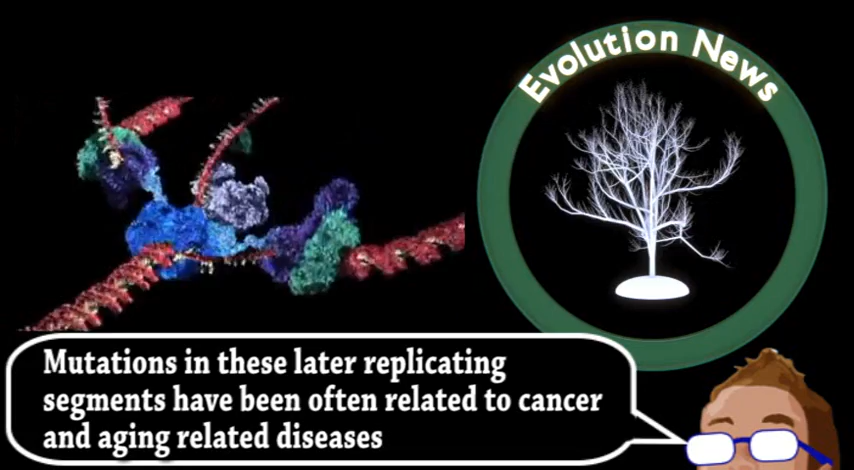 Evolution News
Mutations in these later replicating
segments have been often related to cancer
and aging related diseases